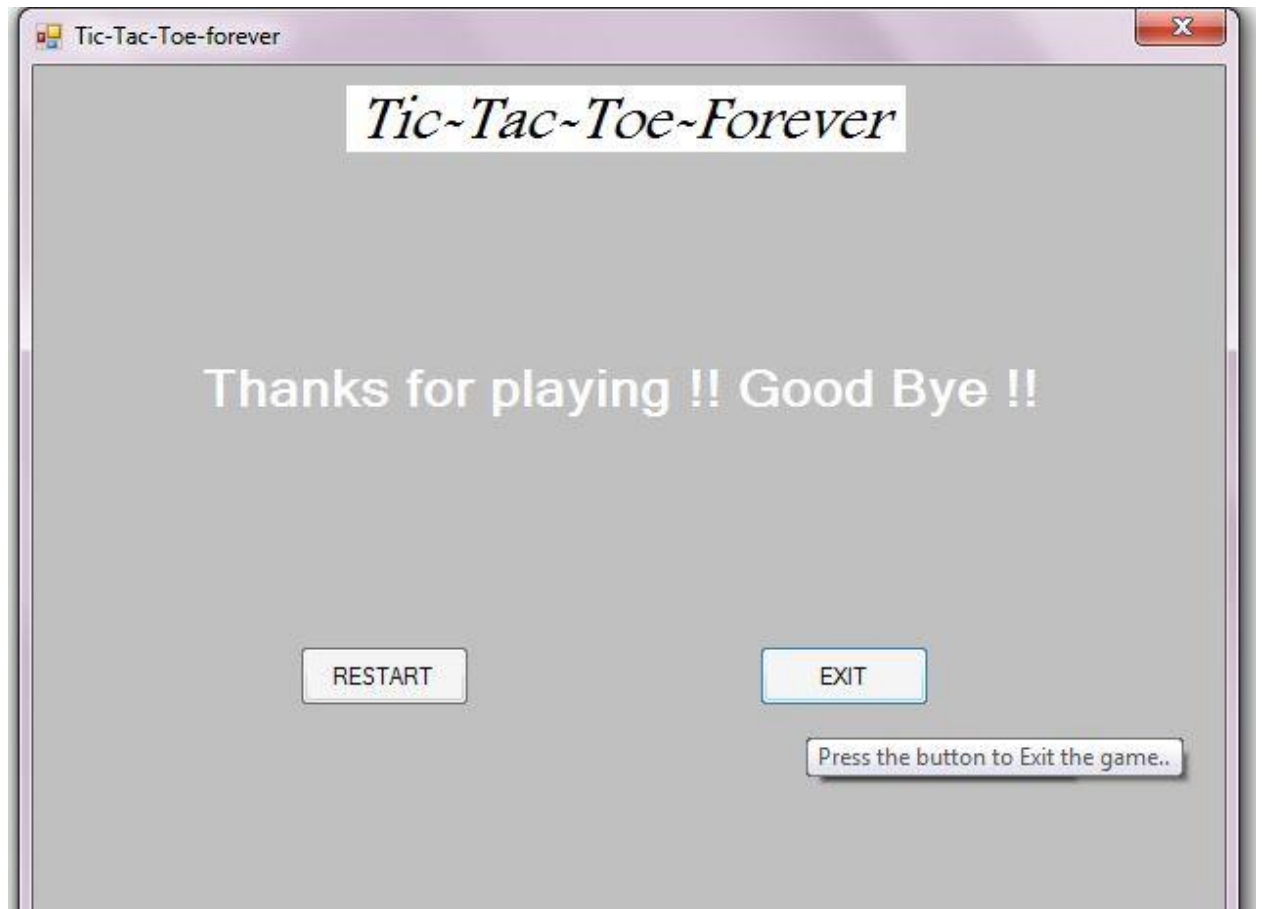 Tic-Tac-Toe-forever
Tic~Tac~Toe~Forever
Thanks for playing !! Good Bye !!
RESTART EXIT
Press the button to Exit the game..